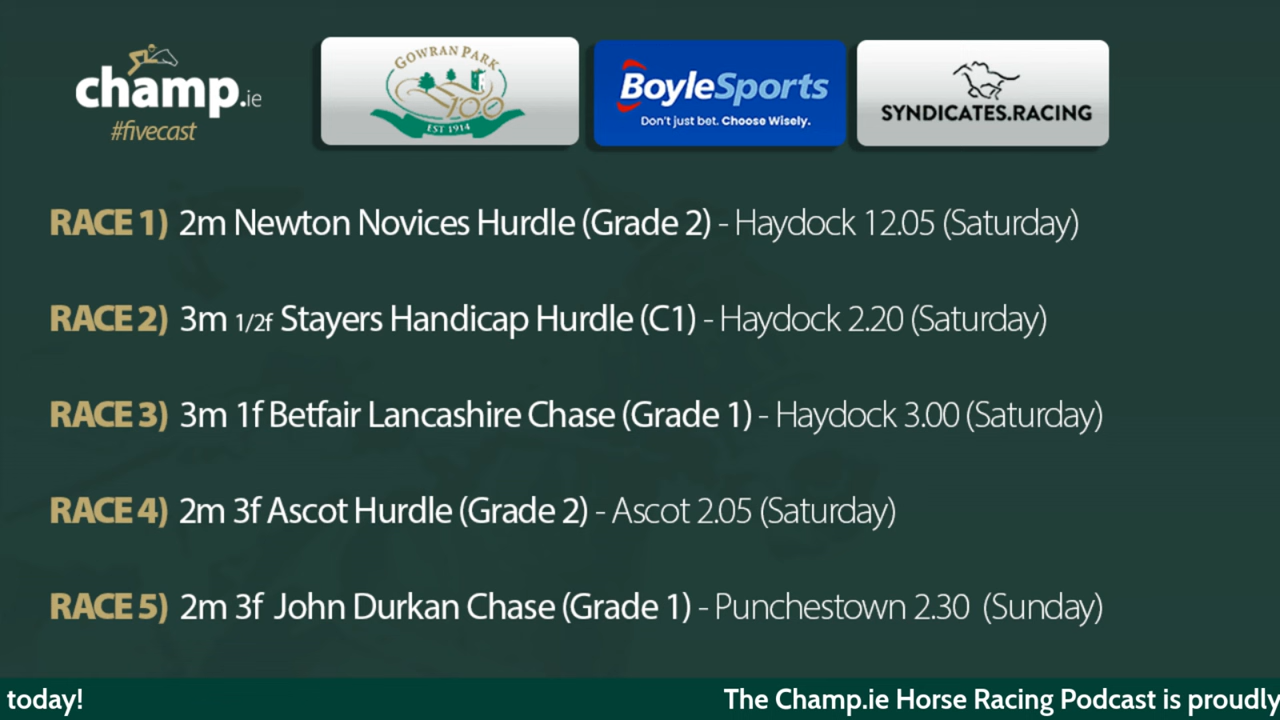 champ.ie
#fivecast
GOWRAN PARK
100
EST 1914
BoyleSports
Don't just bet. Choose Wisely.
SYNDICATES.RACING
RACE 1) 2m Newton Novices Hurdle (Grade 2) - Haydock 12.05 (Saturday)
RACE 2) 3m 1/2f Stayers Handicap Hurdle (C1) - Haydock 2.20 (Saturday)
RACE 3) 3m 1f Betfair Lancashire Chase (Grade 1) - Haydock 3.00 (Saturday)
RACE 4) 2m 3f Ascot Hurdle (Grade 2) - Ascot 2.05 (Saturday)
RACE 5) 2m 3f John Durkan Chase (Grade 1) - Punchestown 2.30 (Sunday)
today! The Champ.ie Horse Racing Podcast is proudly